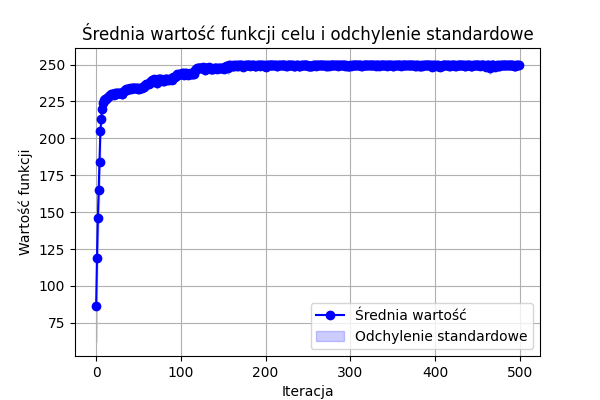 Średnia wartość funkcji celu i odchylenie standardowe
250
225
200
175
150
125
100
75
Wartość funkcji
0 100 200 300 400 500
Iteracja
Średnia wartość
Odchylenie standardowe